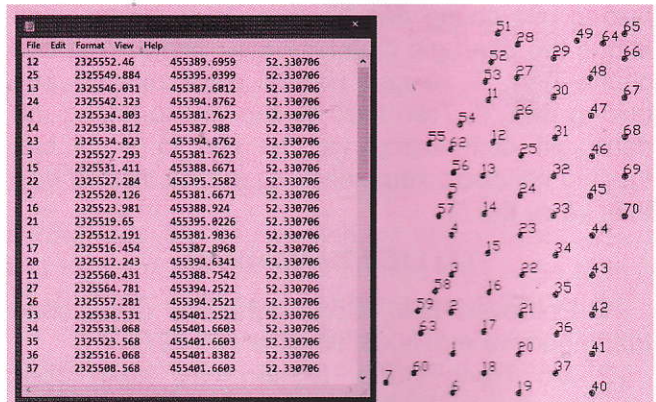 File Edit Format View Help
12 2325552.46 455389.6959 52.330706
25 2325549.884 455395.0399 52.330706
13 2325546.031 455387.6812 52.330706
24 2325542.323 455394.8762 52.330706
4 2325534.803 455381.7623 52.330706
14 2325538.812 455387.988 52.330706
23 2325534.823 455394.8762 52.330706
3 2325527.293 455381.7623 52.330706
15 2325531.411 455388.6671 52.330706
22 2325527.284 455395.2582 52.330706
2 2325520.126 455381.6671 52.330706
16 2325523.981 455388.924 52.330706
21 2325519.65 455395.0226 52.330706
1 2325512.191 455381.9036 52.330706
17 2325516.454 455387.8968 52.330706
20 2325512.243 455394.6341 52.330706
11 2325560.431 455388.7542 52.330706
27 2325564.781 455394.2521 52.330706
26 2325557.281 455394.2521 52.330706
33 2325538.531 455401.2521 52.330706
34 2325531.068 455401.6603 52.330706
35 2325523.568 455401.6603 52.330706
36 2325516.068 455401.8382 52.330706
37 2325508.568 455401.6603 52.330706
51 28 49 64 65
52 29 66
53 27 48
11 30 67
54 26 47
55 62 12 31 68
25 46
56 13 32 69
5 24 45
57 14 33 70
4 23 44
15 34
3 22 43
58 16 35
59 2 21 42
63 17 36
1 20 41
7 60 18 37
6 19 40